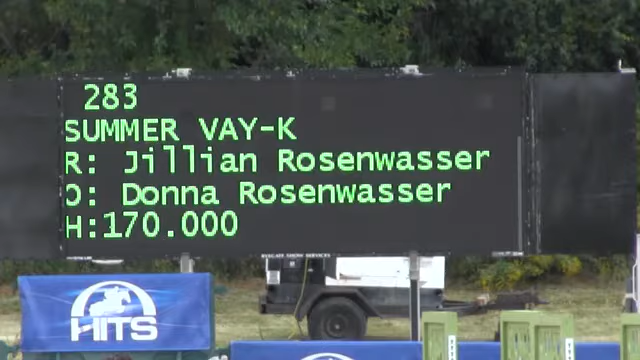 283
SUMMER VAY-K
R: Jillian Rosenwasser
O: Donna Rosenwasser
H:170.000
HITS